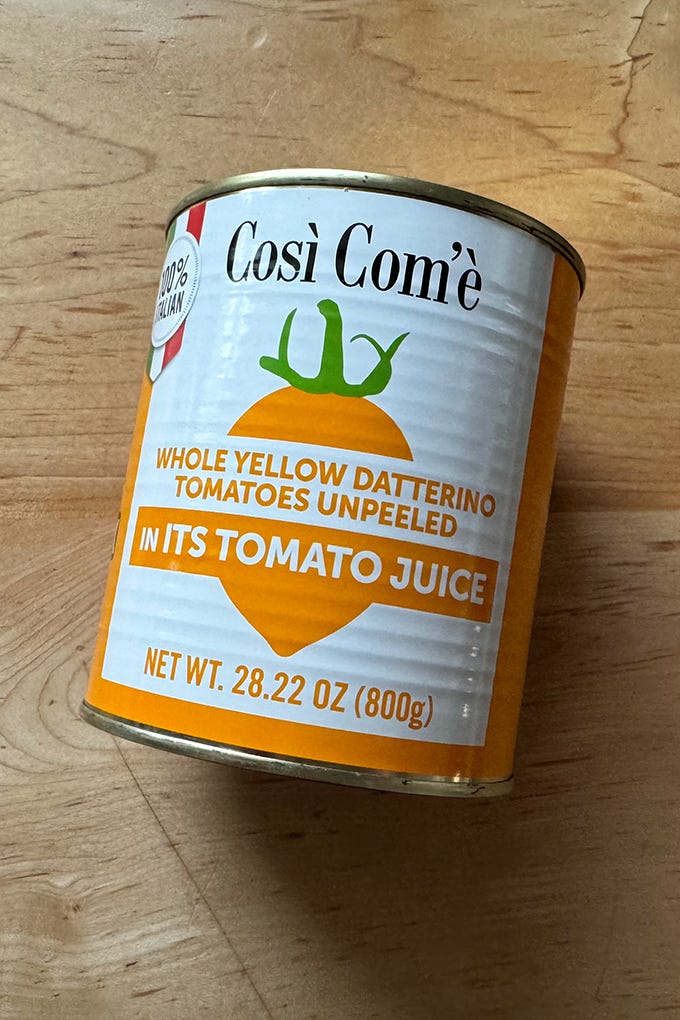 Così Com'è
100%
ITALIAN
WHOLE YELLOW DATTERINO
TOMATOES UNPEELED
IN ITS TOMATO JUICE
NET WT. 28.22 OZ (800g)